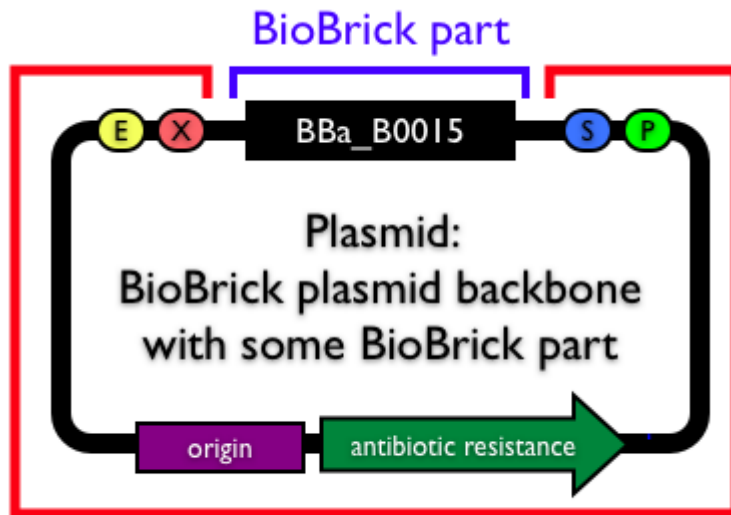 BioBrick part
E X BBa_B0015 S P
Plasmid:
BioBrick plasmid backbone
with some BioBrick part
origin antibiotic resistance